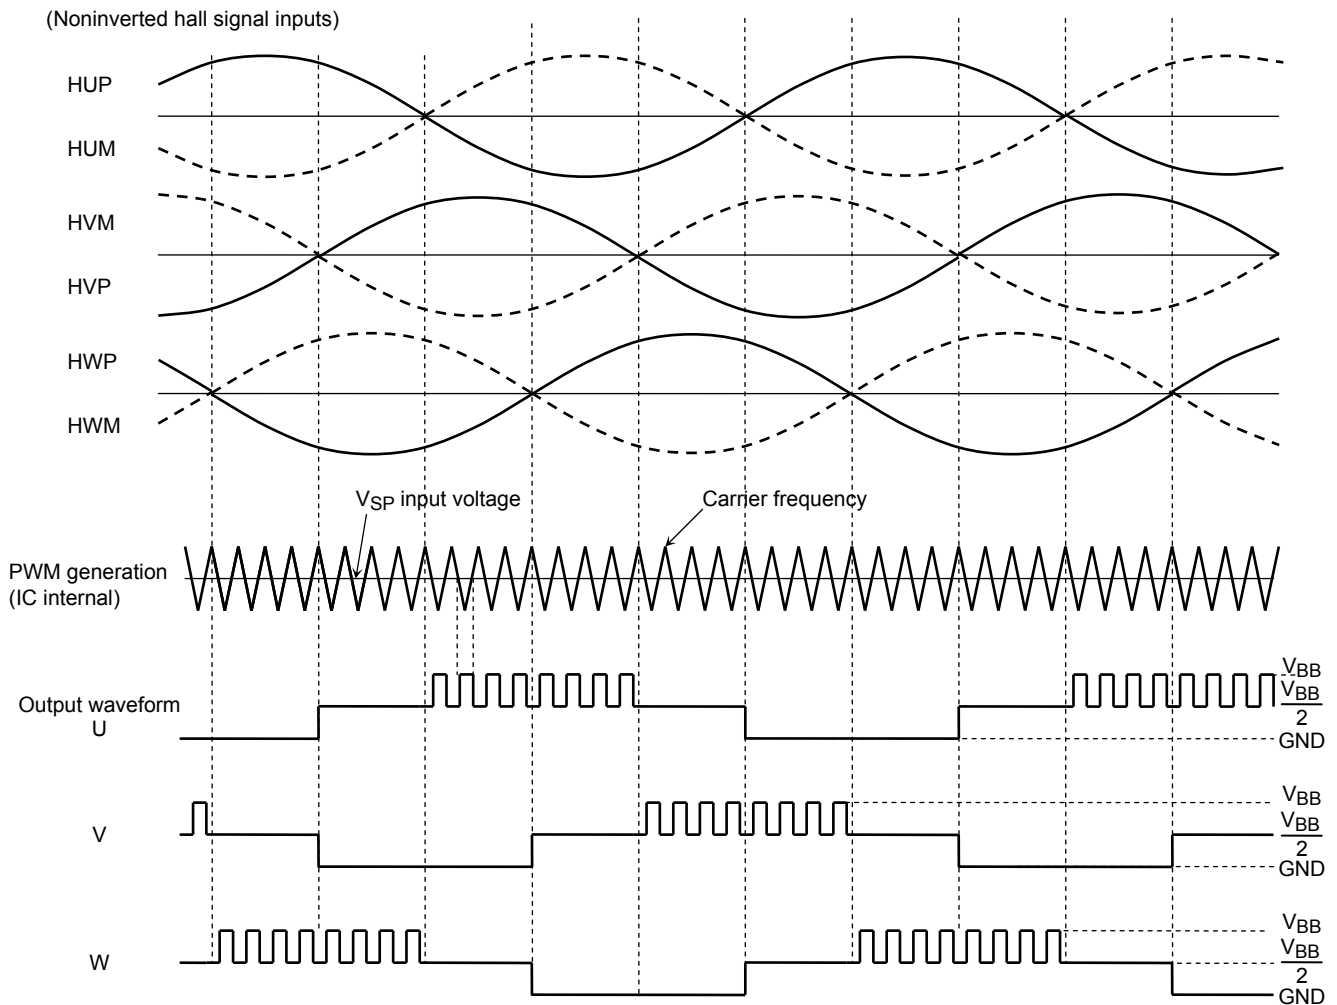 (Noninverted hall signal inputs)
HUP
HUM
HVM
HVP
HWP
HWM
VSP input voltage
Carrier frequency
PWM generation
(IC internal)
Output waveform
U
VBB
VBB
2
GND
V
VBB
VBB
2
GND
W
VBB
VBB
2
GND